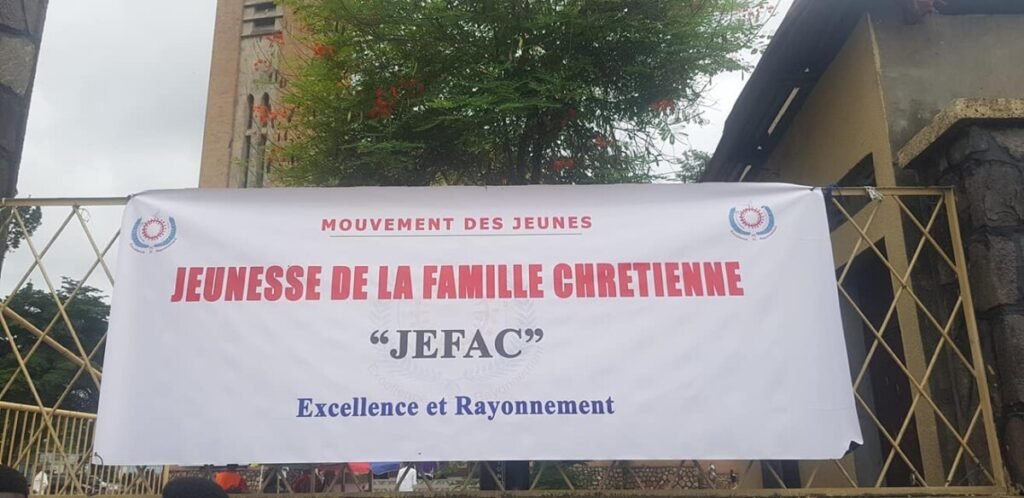 MOUVEMENT DES JEUNES
JEUNESSE DE LA FAMILLE CHRETIENNE
“JEFAC”
Excellence et Rayonnement